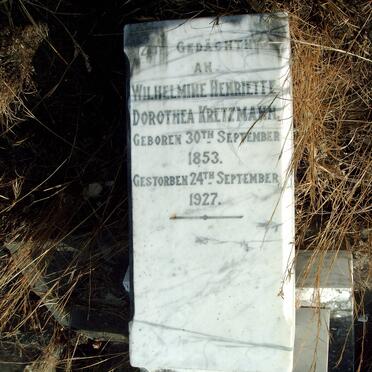 GEDÄCHTNIS
AN
WILHELMINE HENRIETTE
DOROTHEA KRETZMANN.
GEBOREN 30TH SEPTEMBER
1853.
GESTORBEN 24TH SEPTEMBER
1927.